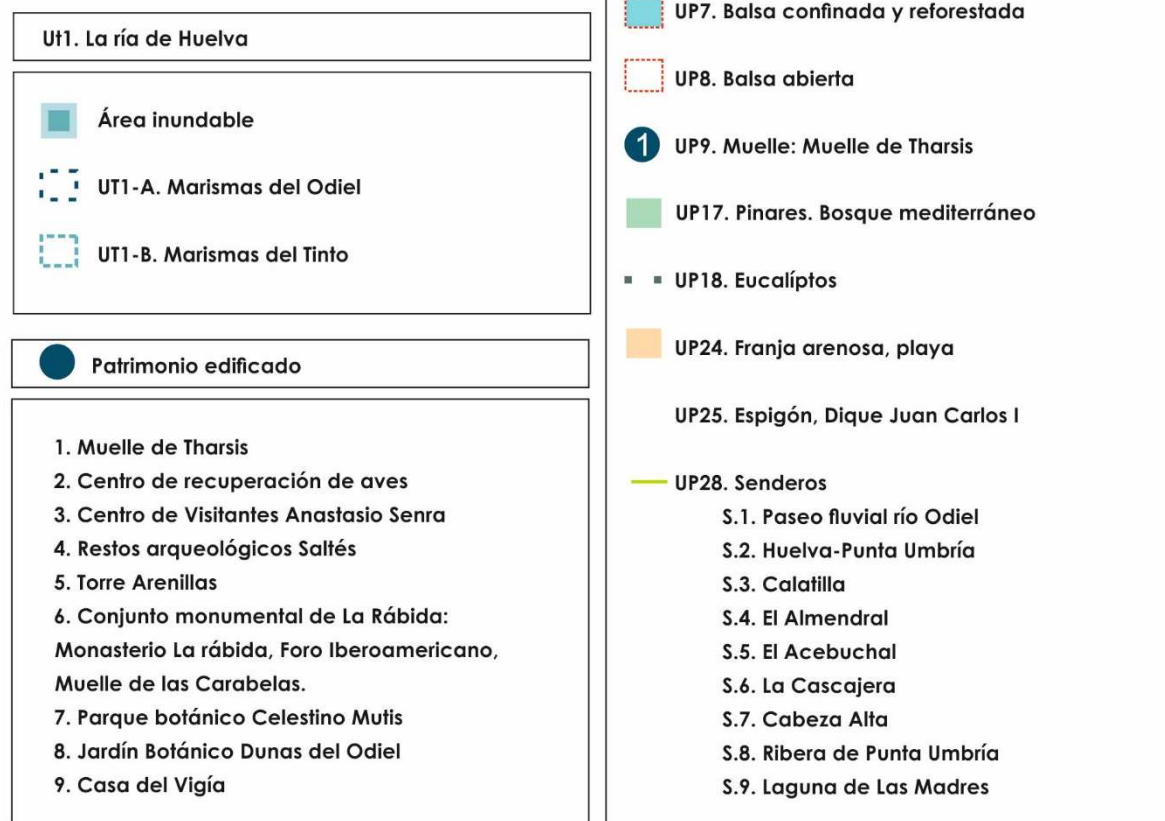 Ut1. La ría de Huelva
Área inundable
UT1-A. Marismas del Odiel
UT1-B. Marismas del Tinto
Patrimonio edificado
1. Muelle de Tharsis
2. Centro de recuperación de aves
3. Centro de Visitantes Anastasio Senra
4. Restos arqueológicos Saltés
5. Torre Arenillas
6. Conjunto monumental de La Rábida:
Monasterio La rábida, Foro Iberoamericano,
Muelle de las Carabelas.
7. Parque botánico Celestino Mutis
8. Jardín Botánico Dunas del Odiel
9. Casa del Vigía
UP7. Balsa confinada y reforestada
UP8. Balsa abierta
1 UP9. Muelle: Muelle de Tharsis
UP17. Pinares. Bosque mediterráneo
UP18. Eucalíptos
UP24. Franja arenosa, playa
UP25. Espigón, Dique Juan Carlos I
UP28. Senderos
S.1. Paseo fluvial río Odiel
S.2. Huelva-Punta Umbría
S.3. Calatilla
S.4. El Almendral
S.5. El Acebuchal
S.6. La Cascajera
S.7. Cabeza Alta
S.8. Ribera de Punta Umbría
S.9. Laguna de Las Madres